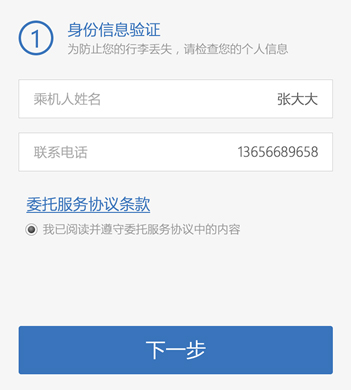 1
身份信息验证
为防止您的行李丢失，请检查您的个人信息
乘机人姓名 张大大
联系电话 13656689658
委托服务协议条款
我已阅读并遵守委托服务协议中的内容
下一步